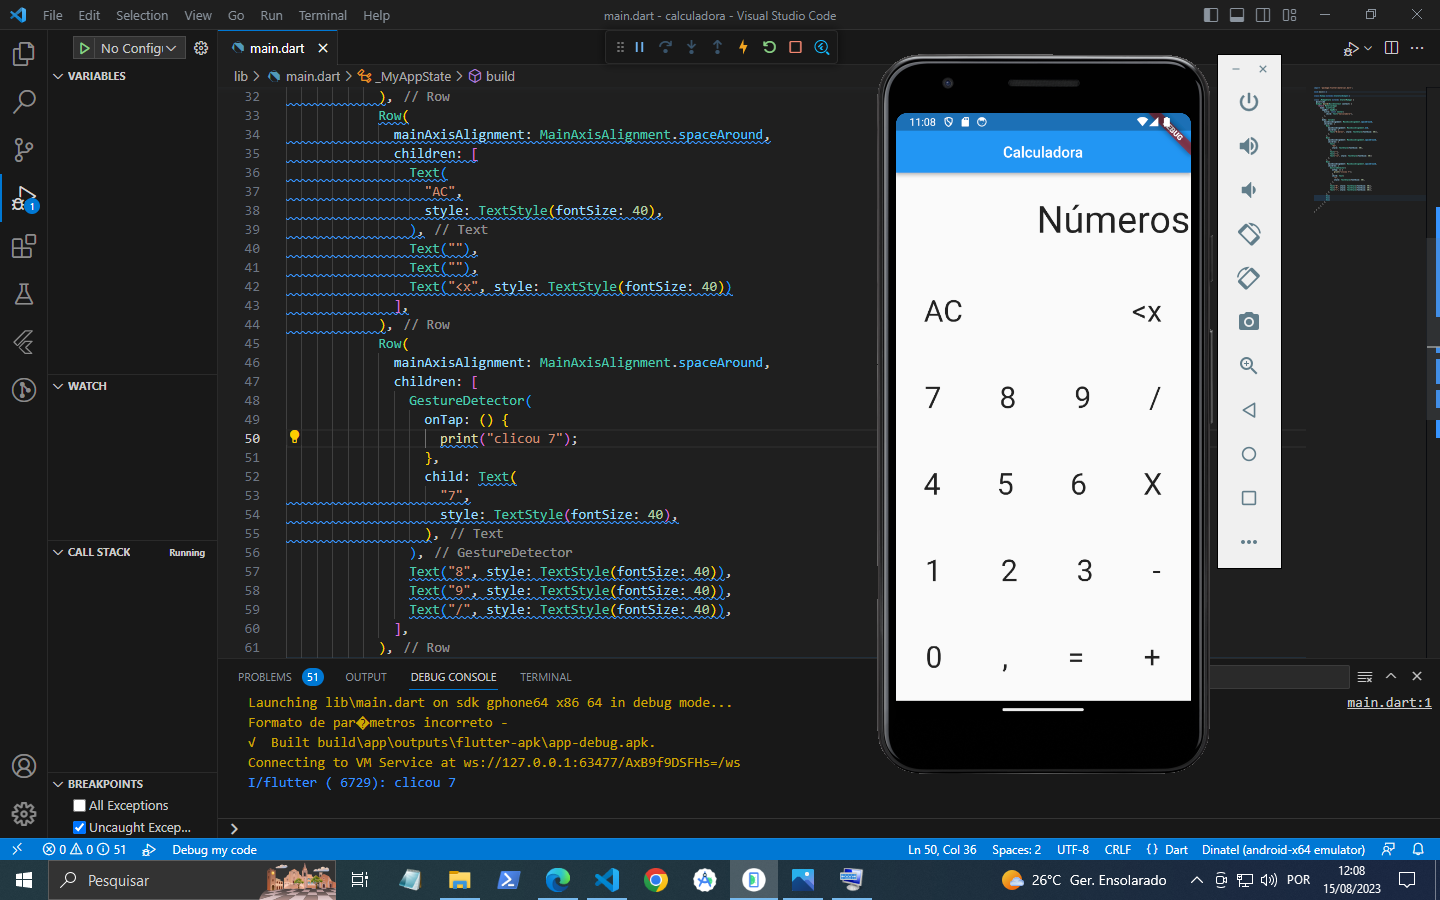 File Edit Selection View Go Run Terminal Help
main.dart - calculadora - Visual Studio Code
No Config
main.dart
VARIABLES
lib > main.dart > _MyAppState > build
32 ), // Row
33 Row(
34 mainAxisAlignment: MainAxisAlignment.spaceAround,
35 children: [
36 Text(
37 "AC",
38 style: TextStyle(fontSize: 40),
39 ), // Text
40 Text(""),
41 Text(""),
42 Text("<x", style: TextStyle(fontSize: 40))
43 ],
44 ), // Row
45 Row(
46 mainAxisAlignment: MainAxisAlignment.spaceAround,
47 children: [
48 GestureDetector(
49 onTap: () {
50 print("clicou 7");
51 },
52 child: Text(
53 "7",
54 style: TextStyle(fontSize: 40),
55 ), // Text
56 ), // GestureDetector
57 Text("8", style: TextStyle(fontSize: 40)),
58 Text("9", style: TextStyle(fontSize: 40)),
59 Text("/", style: TextStyle(fontSize: 40)),
60 ],
61 ), // Row
WATCH
CALL STACK
Running
BREAKPOINTS
All Exceptions
Uncaught Excep...
1
11:08
Calculadora
Números
AC <x
7 8 9 /
4 5 6 X
1 2 3 -
0 , = +
PROBLEMS 51 OUTPUT DEBUG CONSOLE TERMINAL
Launching lib\main.dart on sdk gphone64 x86 64 in debug mode...
main.dart:1
Formato de par�metros incorreto -
√ Built build\app\outputs\flutter-apk\app-debug.apk.
Connecting to VM Service at ws://127.0.0.1:63477/AxB9f9DSFHs=/ws
I/flutter ( 6729): clicou 7
0 0 51 Debug my code
Ln 50, Col 36 Spaces: 2 UTF-8 CRLF {} Dart Dinatel (android-x64 emulator)
Pesquisar
26°C Ger. Ensolarado
POR
12:08
15/08/2023